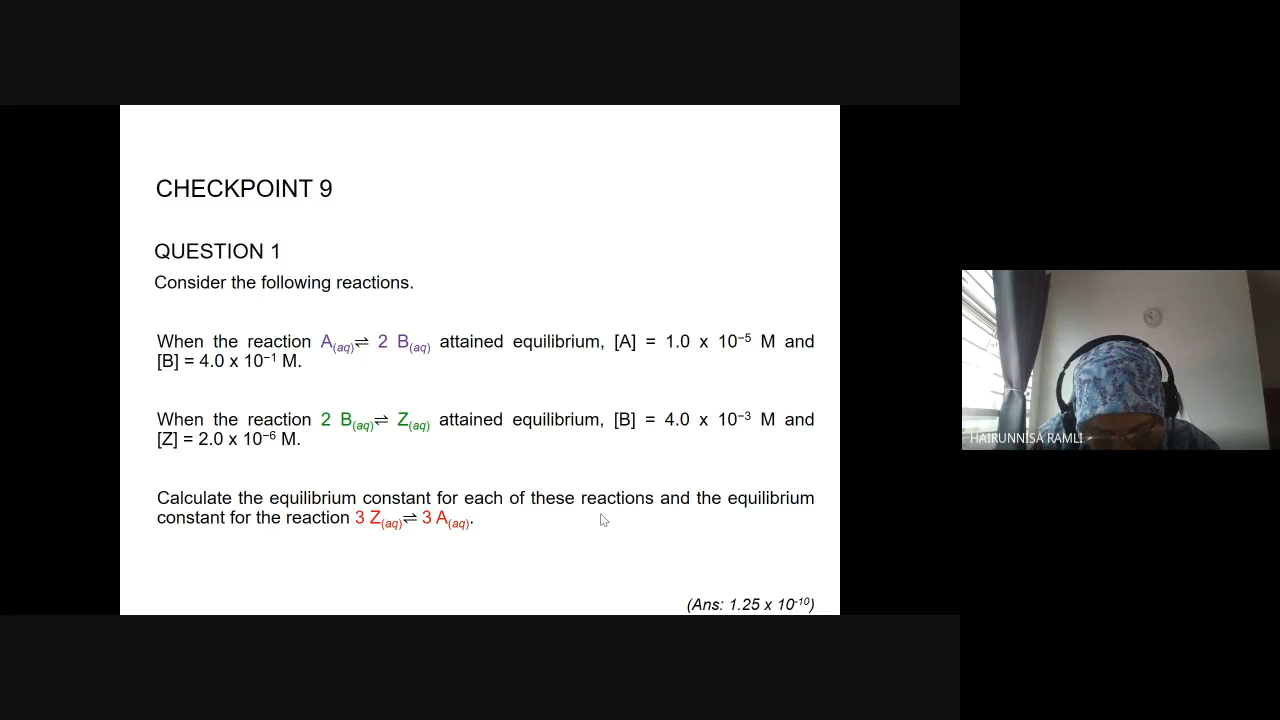 CHECKPOINT 9
QUESTION 1
Consider the following reactions.
When the reaction A(aq)⇌ 2 B(aq) attained equilibrium, [A] = 1.0 x 10⁻⁵ M and
[B] = 4.0 x 10⁻¹ M.
When the reaction 2 B(aq)⇌ Z(aq) attained equilibrium, [B] = 4.0 x 10⁻³ M and
[Z] = 2.0 x 10⁻⁶ M.
Calculate the equilibrium constant for each of these reactions and the equilibrium
constant for the reaction 3 Z(aq)⇌ 3 A(aq).
(Ans: 1.25 x 10⁻¹⁰)
HAIRUNNISA RAMLI